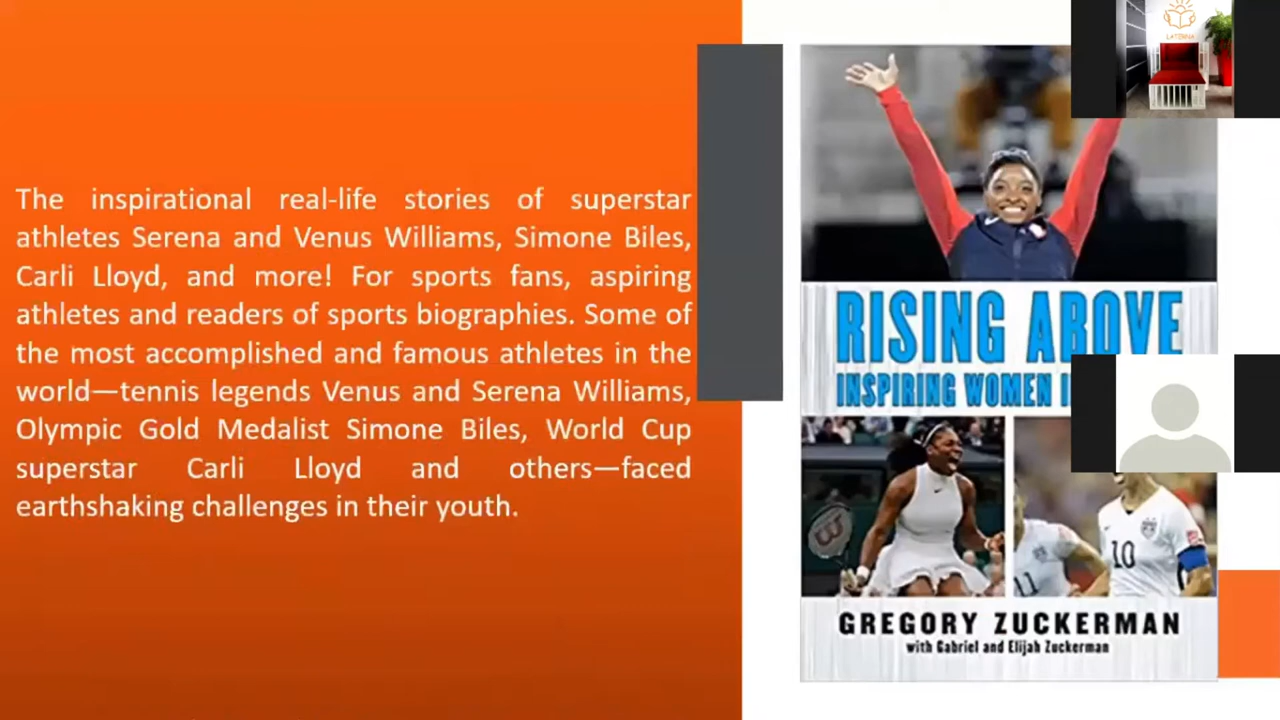 The inspirational real-life stories of superstar
athletes Serena and Venus Williams, Simone Biles,
Carli Lloyd, and more! For sports fans, aspiring
athletes and readers of sports biographies. Some of
the most accomplished and famous athletes in the
world—tennis legends Venus and Serena Williams,
Olympic Gold Medalist Simone Biles, World Cup
superstar Carli Lloyd and others—faced
earthshaking challenges in their youth.
LATERNA
RISING ABOVE
INSPIRING WOMEN
11
10
GREGORY ZUCKERMAN
with Gabriel and Elijah Zuckerman